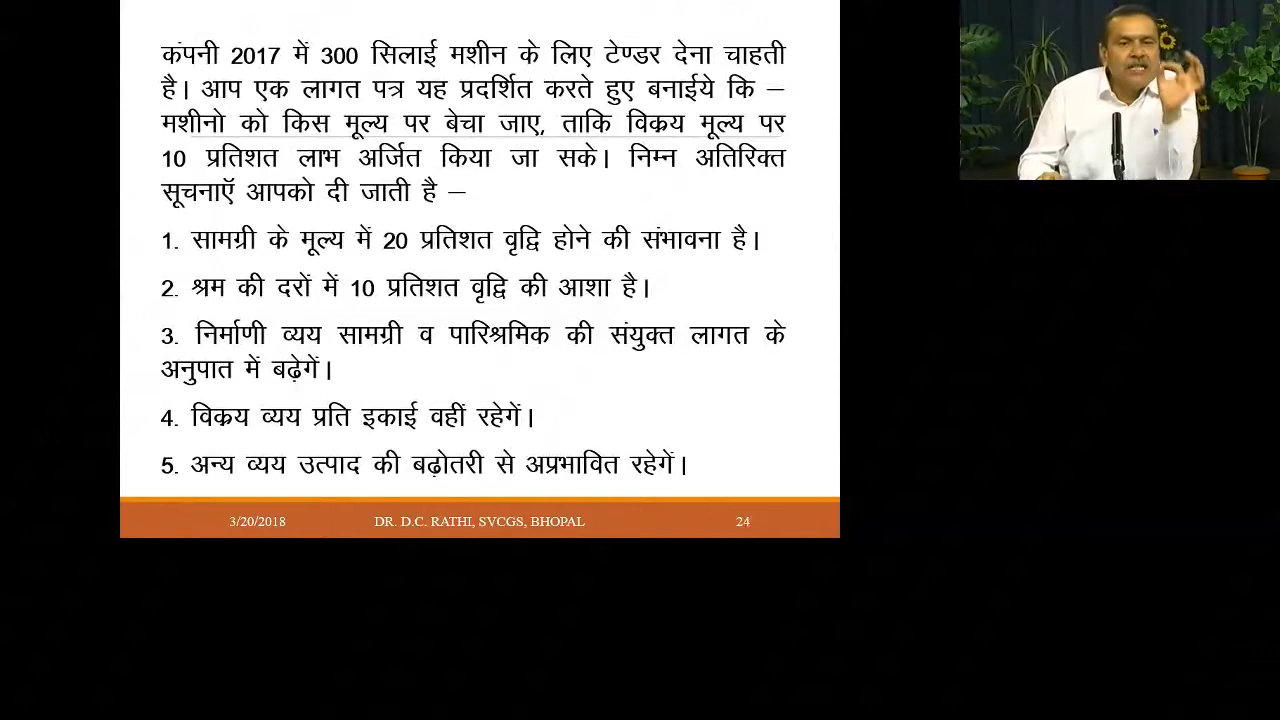 कंपनी 2017 में 300 सिलाई मशीन के लिए टेण्डर देना चाहती
है। आप एक लागत पत्र यह प्रदर्शित करते हुए बनाईये कि –
मशीनो को किस मूल्य पर बेचा जाए, ताकि विक्रय मूल्य पर
10 प्रतिशत लाभ अर्जित किया जा सके। निम्न अतिरिक्त
सूचनाऍ आपको दी जाती है –
1. सामग्री के मूल्य में 20 प्रतिशत वृद्वि होने की संभावना है।
2. श्रम की दरों में 10 प्रतिशत वृद्वि की आशा है।
3. निर्माणी व्यय सामग्री व पारिश्रमिक की संयुक्त लागत के
अनुपात में बढ़ेगें।
4. विक्रय व्यय प्रति इकाई वहीं रहेगें।
5. अन्य व्यय उत्पाद की बढ़ोतरी से अप्रभावित रहेगें।
3/20/2018 DR. D.C. RATHI, SVCGS, BHOPAL 24